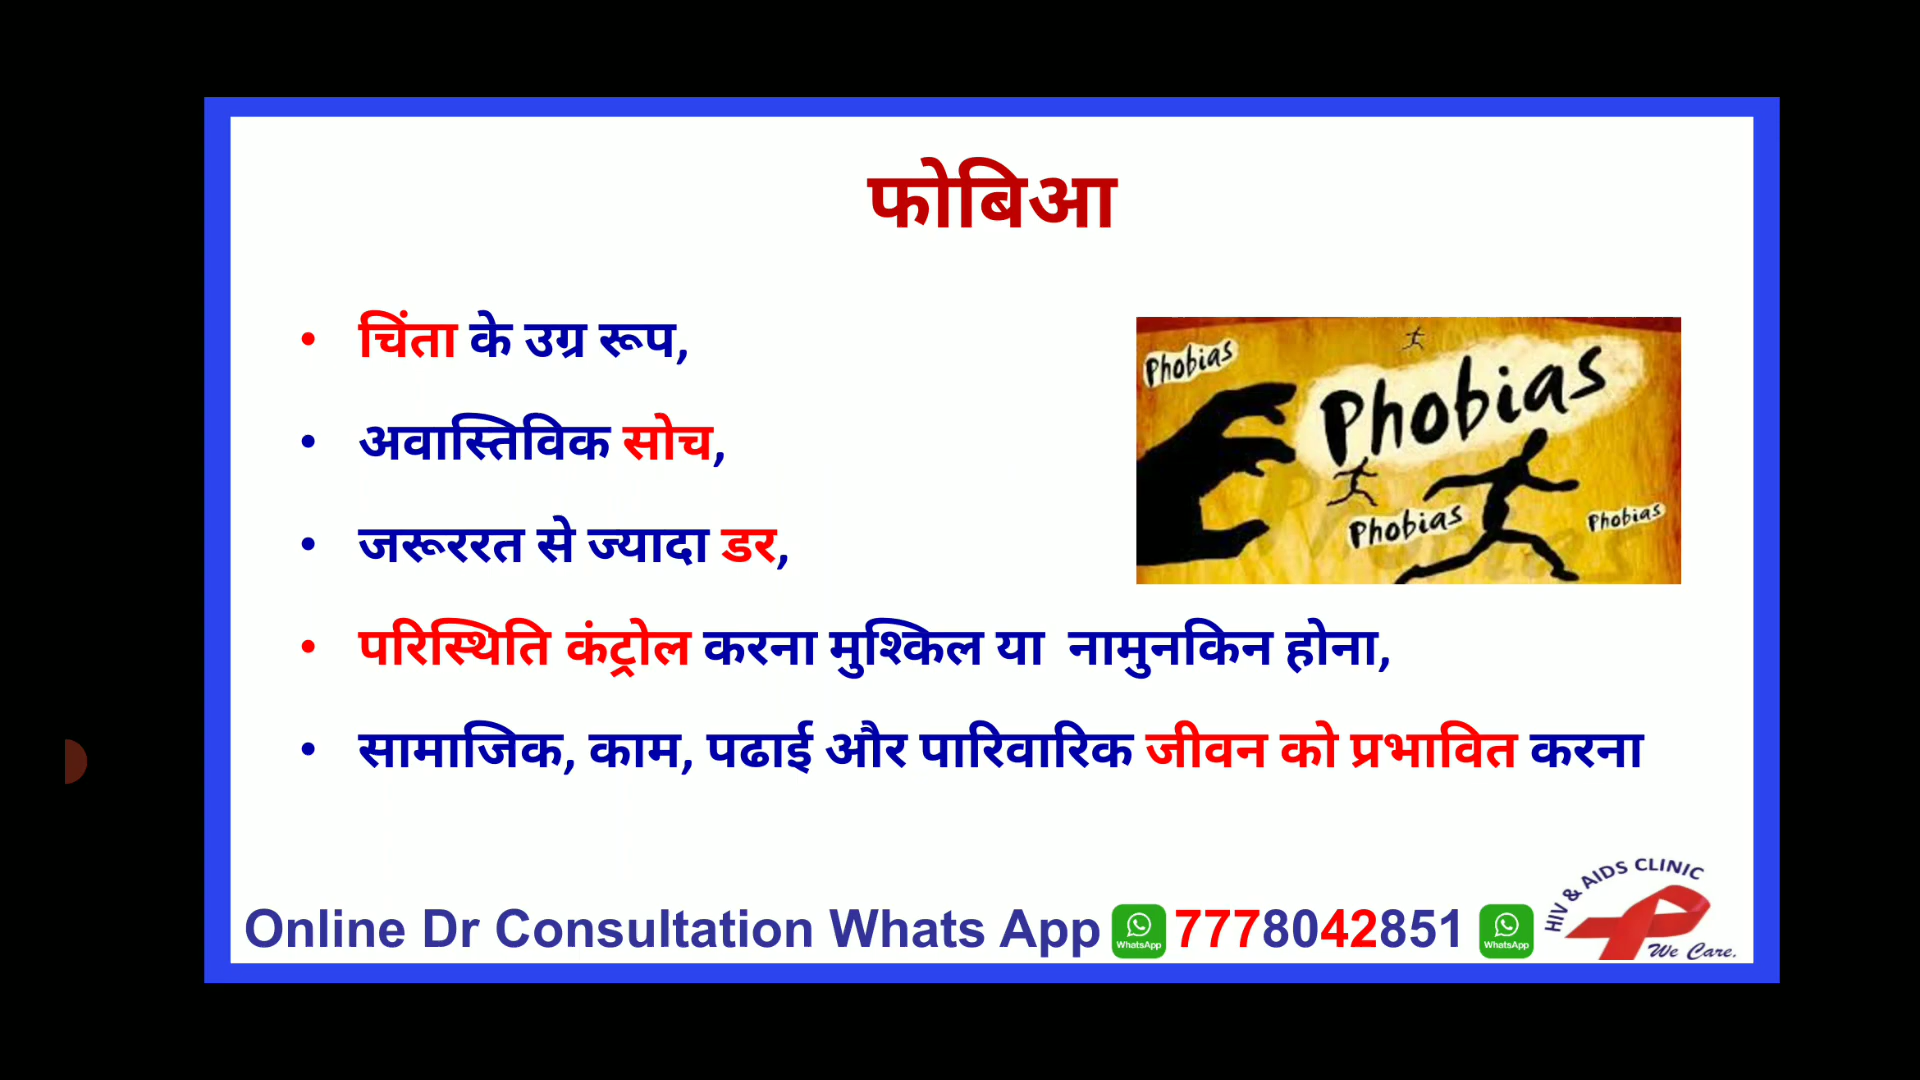 फोबिआ
• चिंता के उग्र रूप,
• अवास्तिविक सोच,
• जरूररत से ज्यादा डर,
• परिस्थिति कंट्रोल करना मुश्किल या नामुनकिन होना,
• सामाजिक, काम, पढाई और पारिवारिक जीवन को प्रभावित करना
Phobias
Phobias
Phobias
Phobias
Online Dr Consultation Whats App WhatsApp 7778042851 WhatsApp
HIV & AIDS CLINIC
We Care.